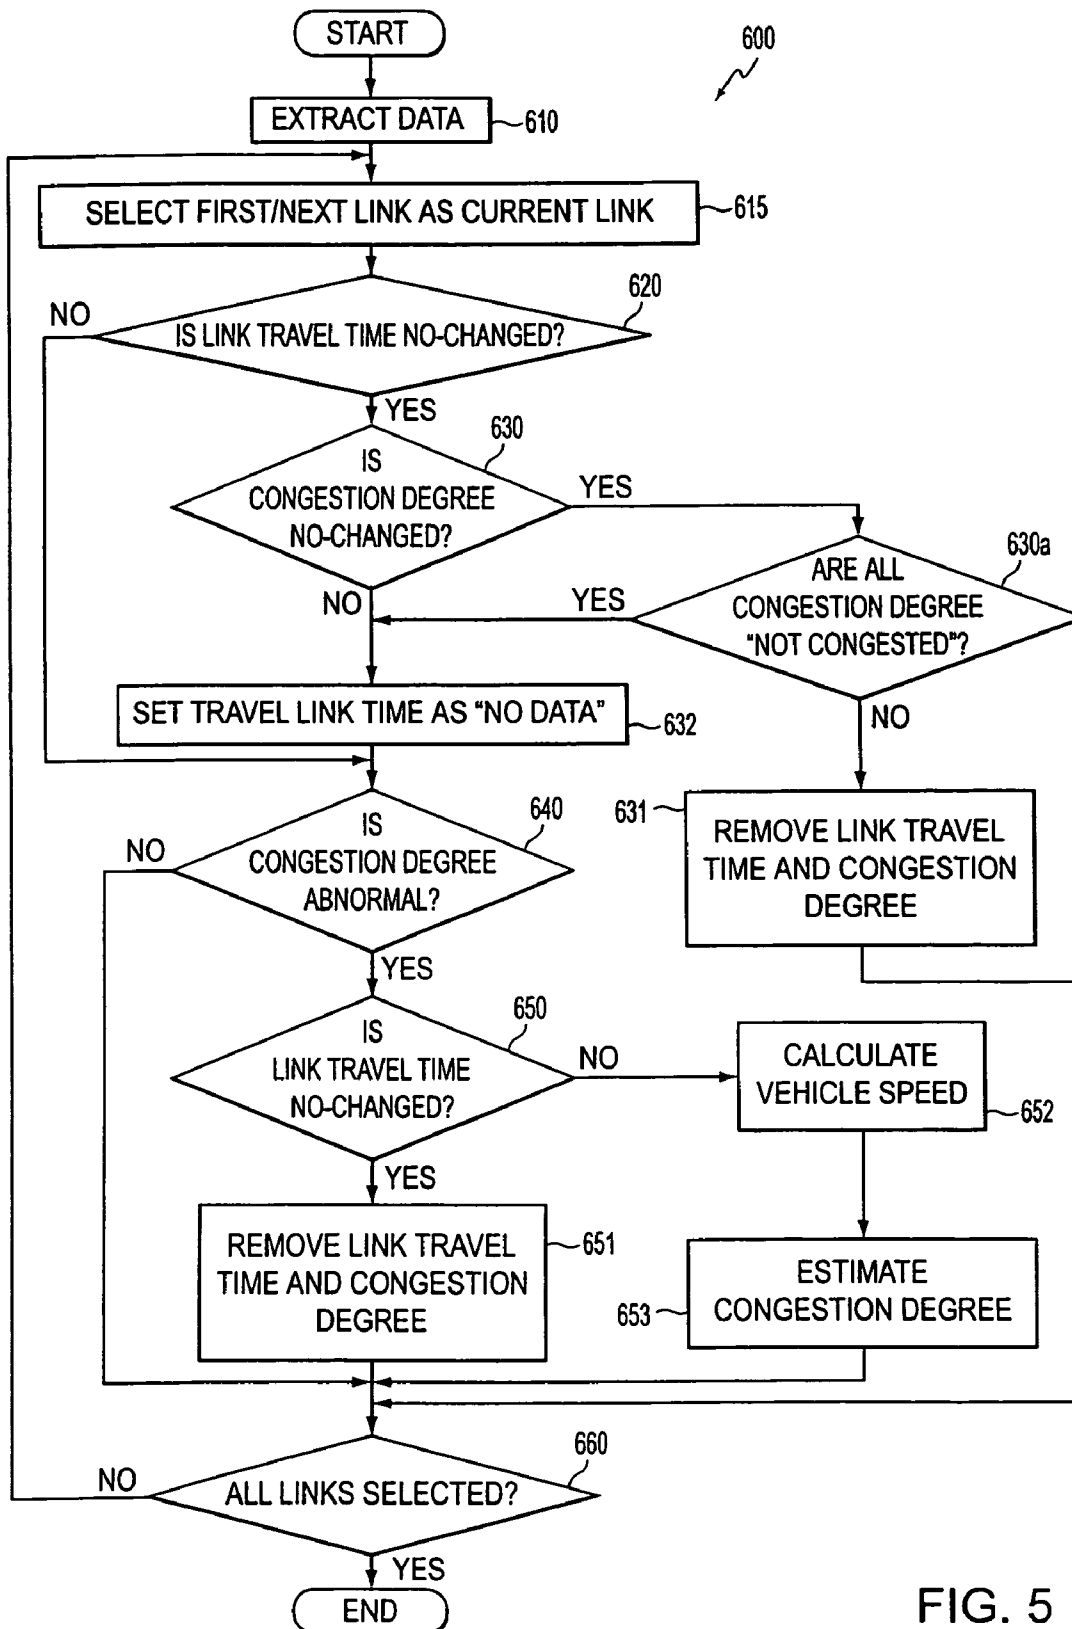 START
600
EXTRACT DATA
610
SELECT FIRST/NEXT LINK AS CURRENT LINK
615
620
NO
IS LINK TRAVEL TIME NO-CHANGED?
YES
630
IS
CONGESTION DEGREE
NO-CHANGED?
YES
630a
ARE ALL
CONGESTION DEGREE
"NOT CONGESTED"?
NO
YES
NO
SET TRAVEL LINK TIME AS "NO DATA"
632
631
REMOVE LINK TRAVEL
TIME AND CONGESTION
DEGREE
640
IS
CONGESTION DEGREE
ABNORMAL?
NO
YES
650
IS
LINK TRAVEL TIME
NO-CHANGED?
NO
CALCULATE
VEHICLE SPEED
652
YES
REMOVE LINK TRAVEL
TIME AND CONGESTION
DEGREE
651
ESTIMATE
CONGESTION DEGREE
653
660
NO
ALL LINKS SELECTED?
YES
END
FIG. 5